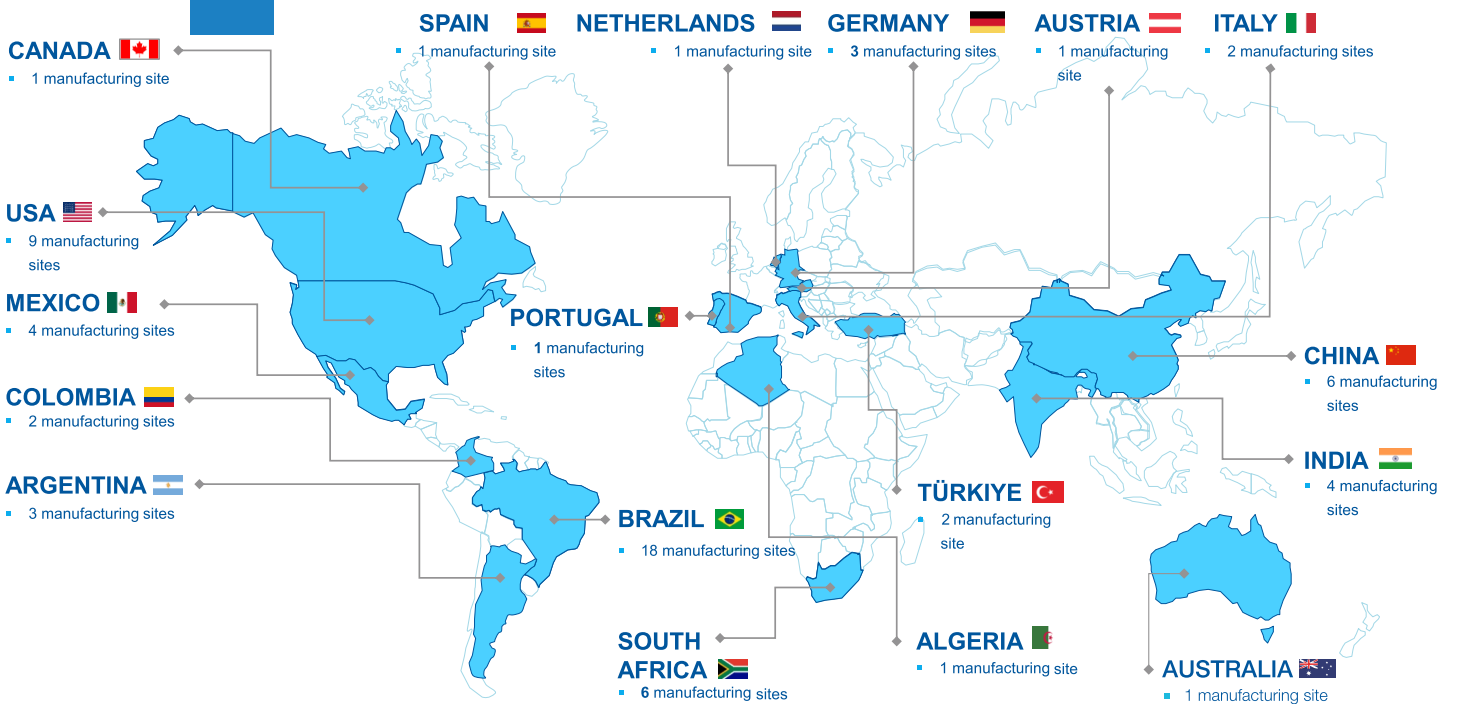 SPAIN
▪ 1 manufacturing site
NETHERLANDS
▪ 1 manufacturing site
GERMANY
▪ 3 manufacturing sites
AUSTRIA
▪ 1 manufacturing
site
ITALY
▪ 2 manufacturing sites
CANADA
▪ 1 manufacturing site
USA
▪ 9 manufacturing
sites
MEXICO
▪ 4 manufacturing sites
PORTUGAL
▪ 1 manufacturing
sites
COLOMBIA
▪ 2 manufacturing sites
CHINA
▪ 6 manufacturing
sites
ARGENTINA
▪ 3 manufacturing sites
INDIA
▪ 4 manufacturing
sites
BRAZIL
▪ 18 manufacturing sites
TÜRKIYE
▪ 2 manufacturing
site
SOUTH
AFRICA
▪ 6 manufacturing sites
ALGERIA
▪ 1 manufacturing site
AUSTRALIA
▪ 1 manufacturing site